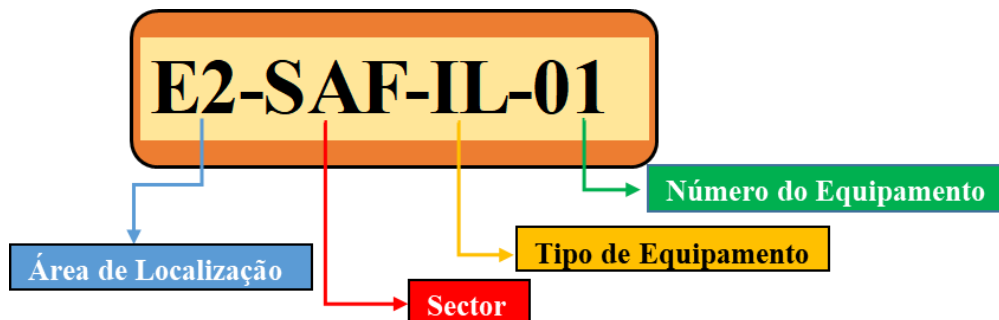 E2-SAF-IL-01
Número do Equipamento
Tipo de Equipamento
Área de Localização
Sector